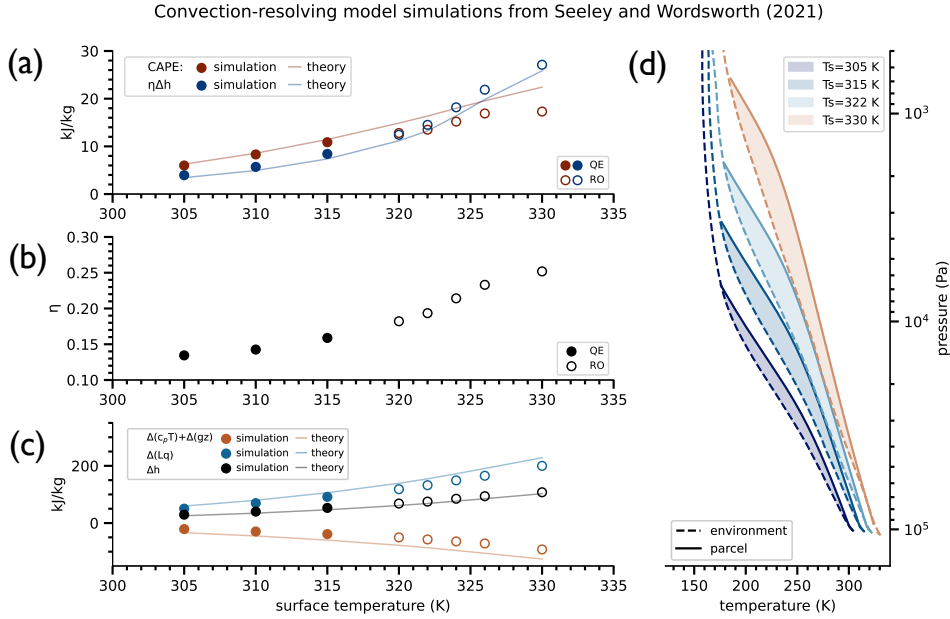 Convection-resolving model simulations from Seeley and Wordsworth (2021)
(a)
30
20
10
0
kJ/kg
CAPE: simulation theory
ηΔh simulation theory
QE
RO
300 305 310 315 320 325 330 335
(b)
0.30
0.25
0.20
0.15
0.10
η
QE
RO
300 305 310 315 320 325 330 335
(c)
200
0
kJ/kg
Δ(cₚT)+Δ(gz) simulation theory
Δ(Lq) simulation theory
Δh simulation theory
300 305 310 315 320 325 330 335
surface temperature (K)
(d)
Ts=305 K
Ts=315 K
Ts=322 K
Ts=330 K
10³
10⁴
10⁵
pressure (Pa)
environment
parcel
150 200 250 300
temperature (K)